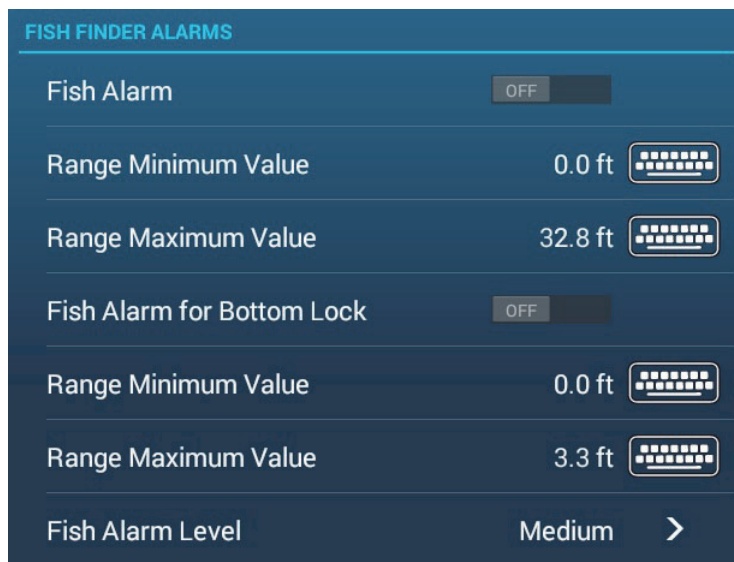 FISH FINDER ALARMS
Fish Alarm OFF
Range Minimum Value 0.0 ft
Range Maximum Value 32.8 ft
Fish Alarm for Bottom Lock OFF
Range Minimum Value 0.0 ft
Range Maximum Value 3.3 ft
Fish Alarm Level Medium